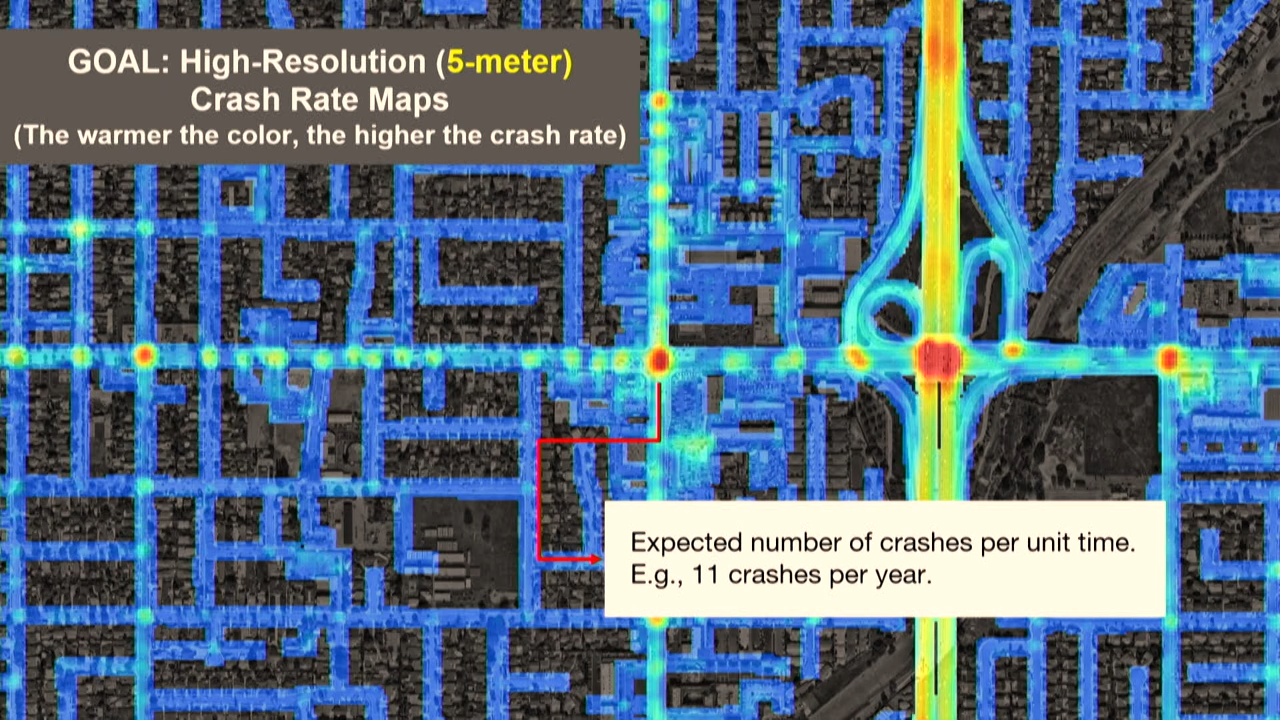 GOAL: High-Resolution (5-meter)
Crash Rate Maps
(The warmer the color, the higher the crash rate)
Expected number of crashes per unit time.
E.g., 11 crashes per year.